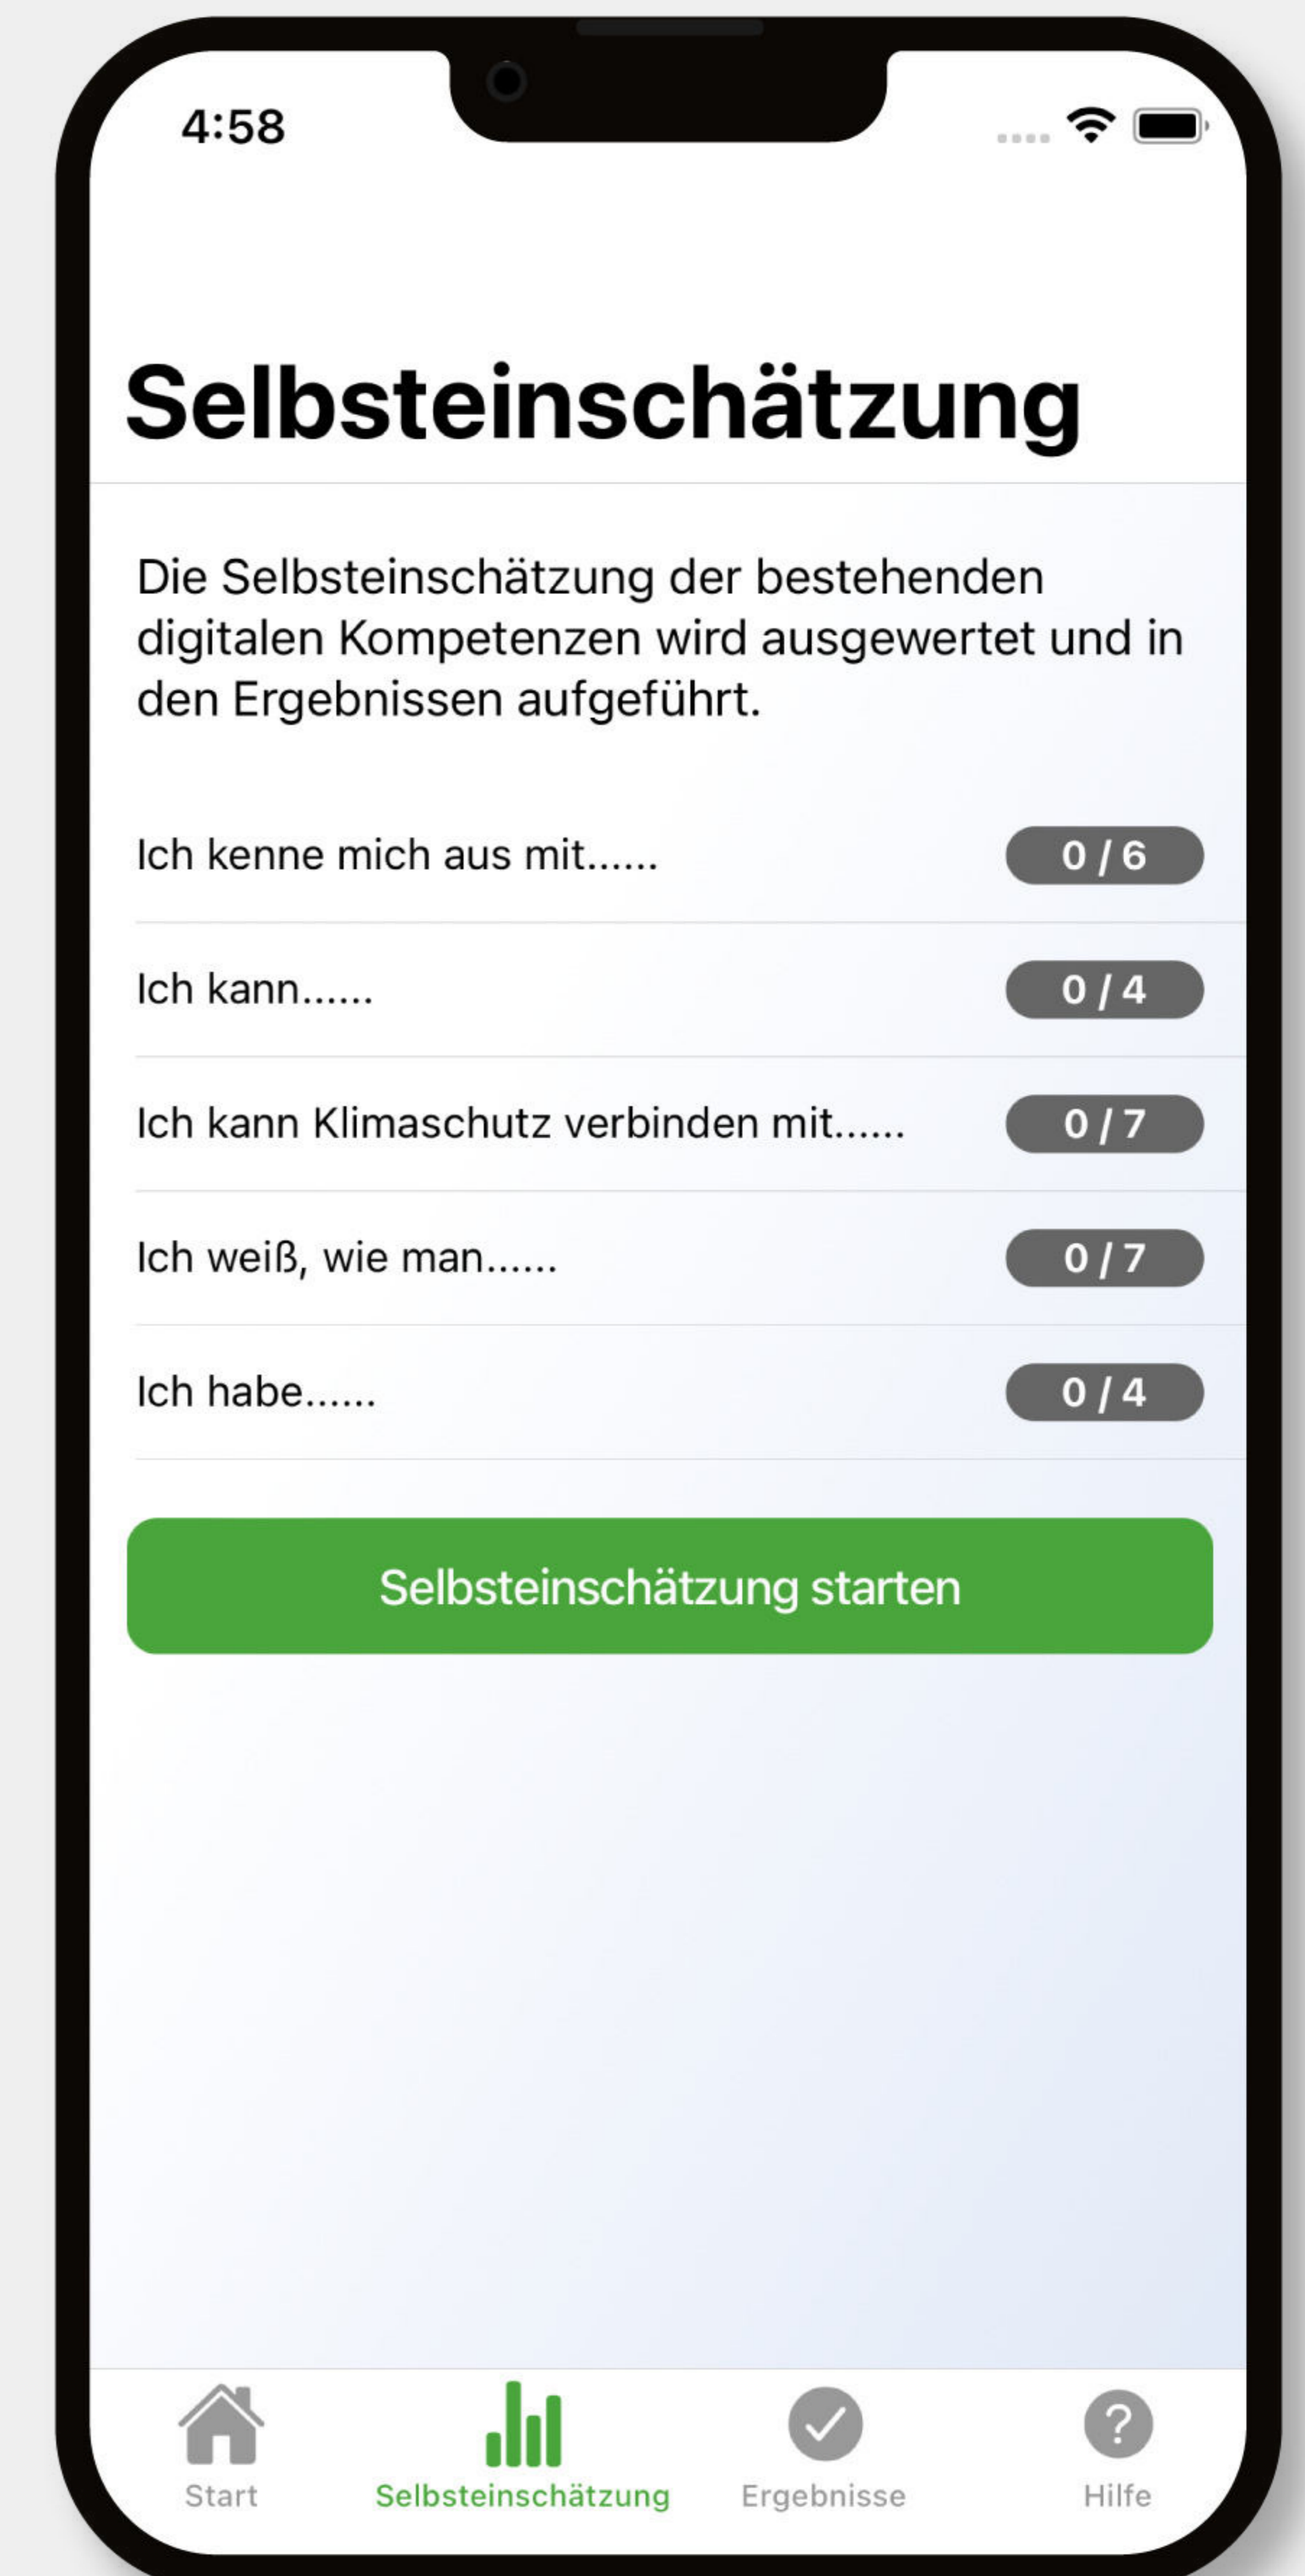 4:58
Selbsteinschätzung
Die Selbsteinschätzung der bestehenden
digitalen Kompetenzen wird ausgewertet und in
den Ergebnissen aufgeführt.
Ich kenne mich aus mit...... 0 / 6
Ich kann...... 0 / 4
Ich kann Klimaschutz verbinden mit...... 0 / 7
Ich weiß, wie man...... 0 / 7
Ich habe...... 0 / 4
Selbsteinschätzung starten
Start Selbsteinschätzung Ergebnisse Hilfe